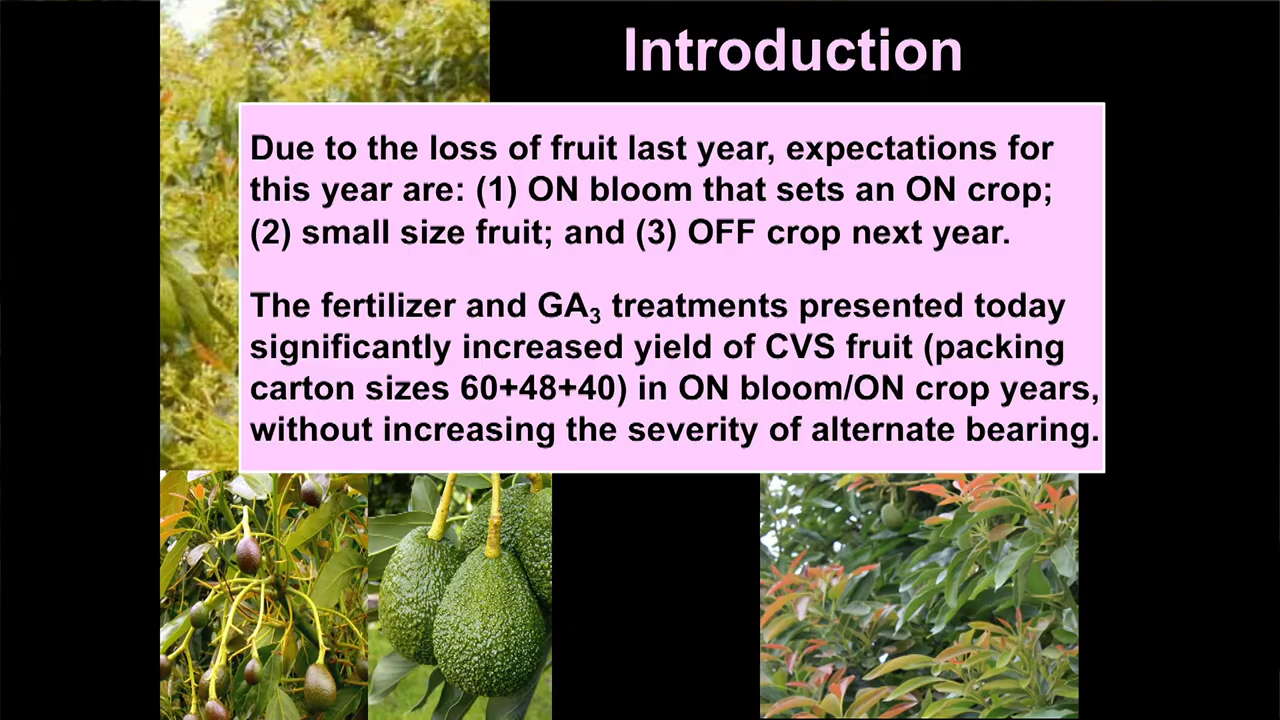 Introduction
Due to the loss of fruit last year, expectations for
this year are: (1) ON bloom that sets an ON crop;
(2) small size fruit; and (3) OFF crop next year.
The fertilizer and GA₃ treatments presented today
significantly increased yield of CVS fruit (packing
carton sizes 60+48+40) in ON bloom/ON crop years,
without increasing the severity of alternate bearing.